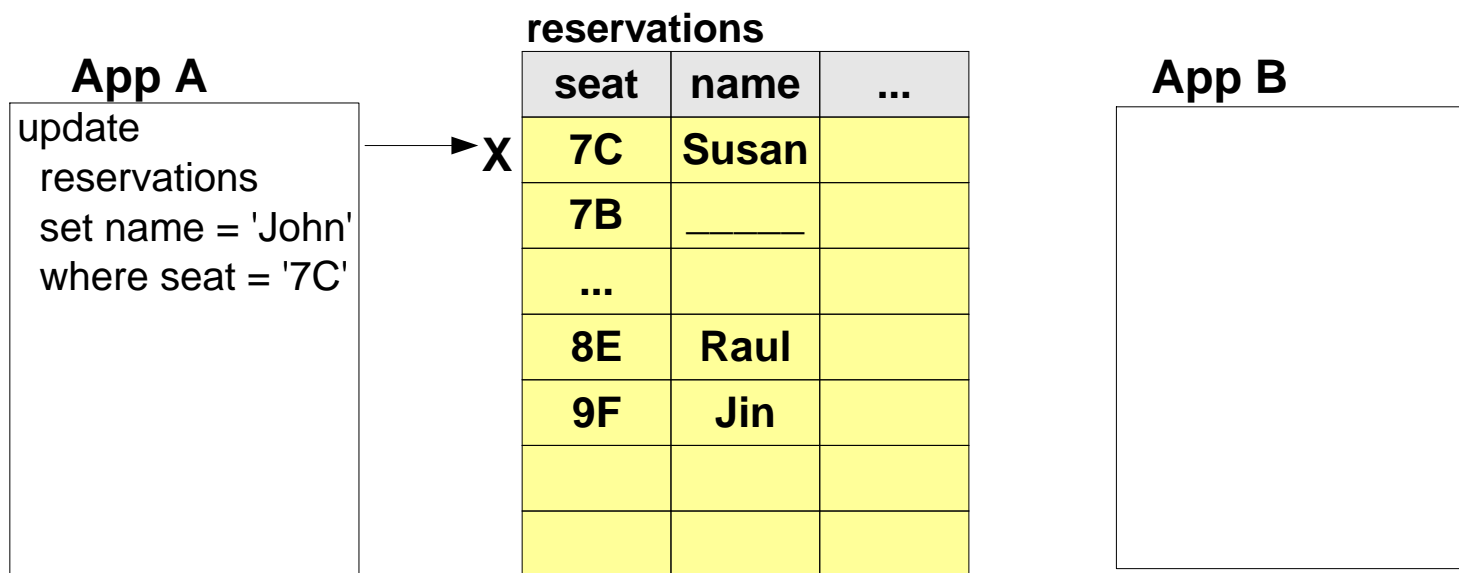 reservations
App A
App B
update
reservations
set name = 'John'
where seat = '7C'
X
seat name ...
7C Susan
7B _____
...
8E Raul
9F Jin